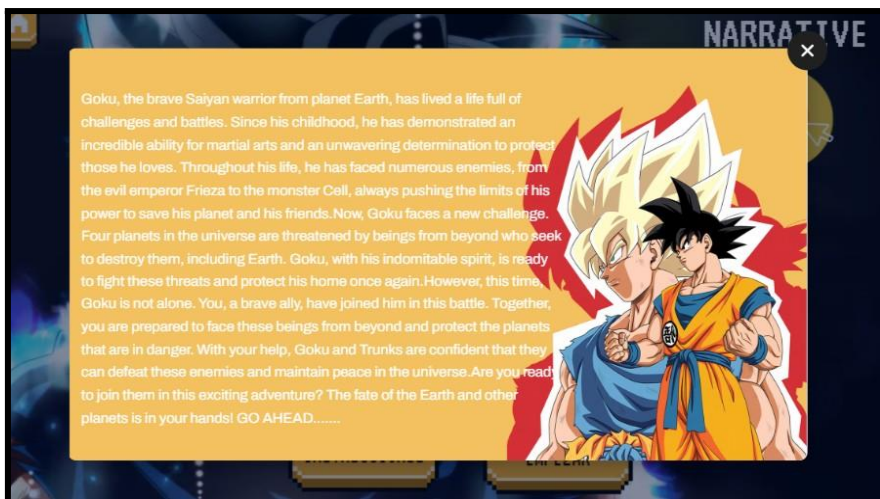 NARRATIVE
Goku, the brave Saiyan warrior from planet Earth, has lived a life full of
challenges and battles. Since his childhood, he has demonstrated an
incredible ability for martial arts and an unwavering determination to protect
those he loves. Throughout his life, he has faced numerous enemies, from
the evil emperor Frieza to the monster Cell, always pushing the limits of his
power to save his planet and his friends.Now, Goku faces a new challenge.
Four planets in the universe are threatened by beings from beyond who seek
to destroy them, including Earth. Goku, with his indomitable spirit, is ready
to fight these threats and protect his home once again.However, this time,
Goku is not alone. You, a brave ally, have joined him in this battle. Together,
you are prepared to face these beings from beyond and protect the planets
that are in danger. With your help, Goku and Trunks are confident that they
can defeat these enemies and maintain peace in the universe.Are you ready
to join them in this exciting adventure? The fate of the Earth and other
planets is in your hands! GO AHEAD.......